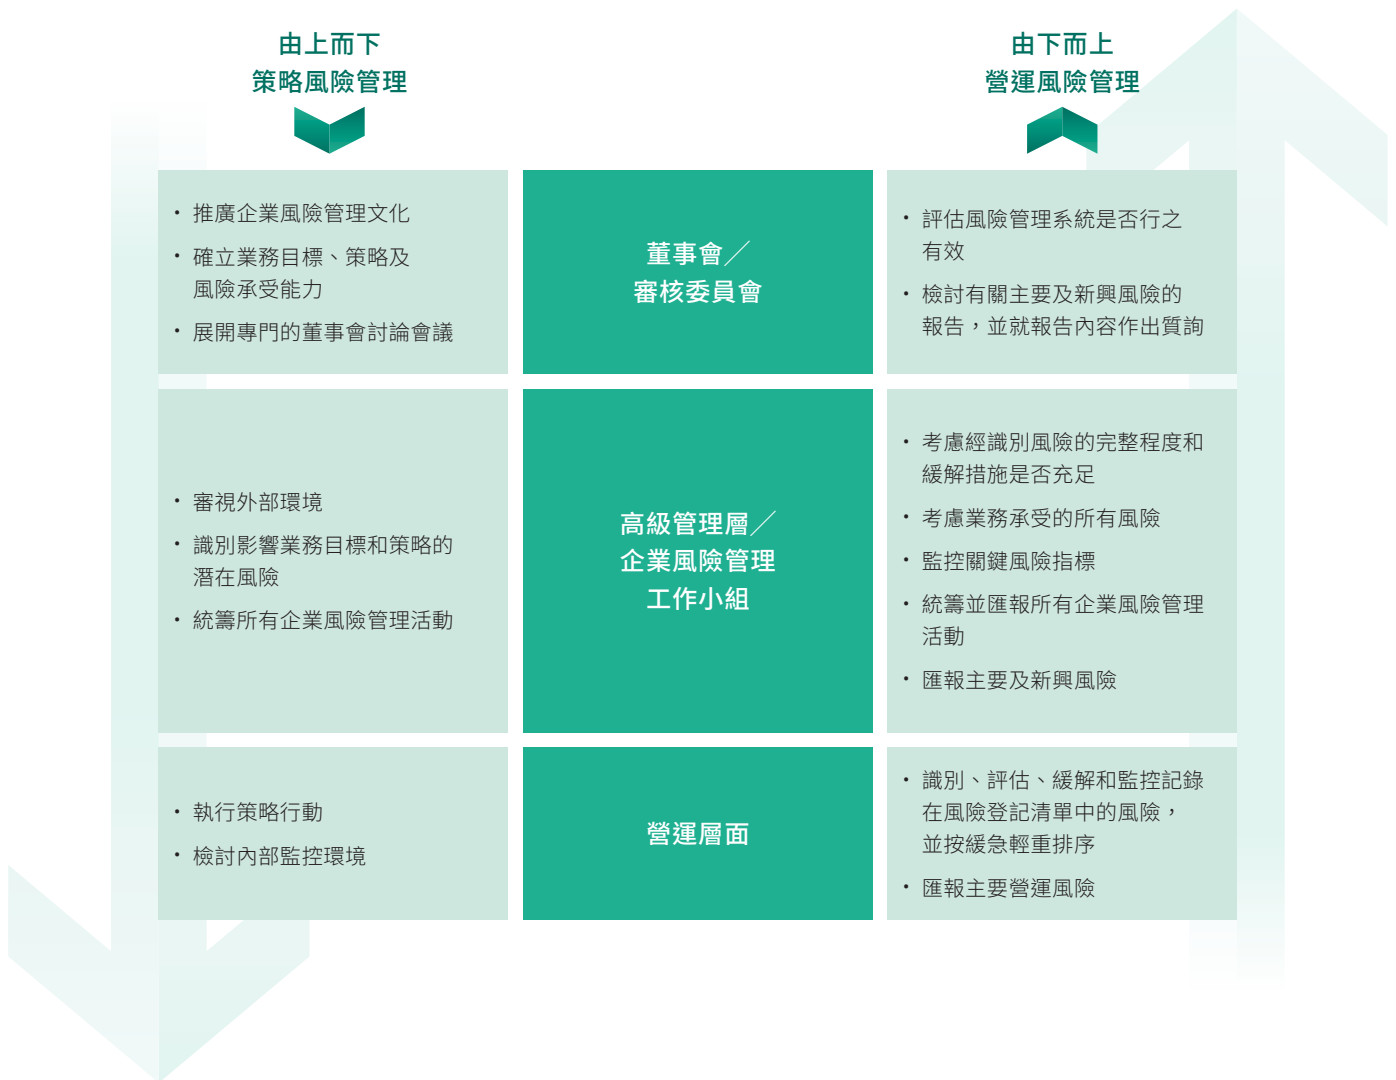 由上而下
策略風險管理
由下而上
營運風險管理
• 推廣企業風險管理文化
• 確立業務目標、策略及
風險承受能力
• 展開專門的董事會討論會議
董事會／
審核委員會
• 評估風險管理系統是否行之
有效
• 檢討有關主要及新興風險的
報告，並就報告內容作出質詢
• 審視外部環境
• 識別影響業務目標和策略的
潛在風險
• 統籌所有企業風險管理活動
高級管理層／
企業風險管理
工作小組
• 考慮經識別風險的完整程度和
緩解措施是否充足
• 考慮業務承受的所有風險
• 監控關鍵風險指標
• 統籌並匯報所有企業風險管理
活動
• 匯報主要及新興風險
• 執行策略行動
• 檢討內部監控環境
營運層面
• 識別、評估、緩解和監控記錄
在風險登記清單中的風險，
並按緩急輕重排序
• 匯報主要營運風險